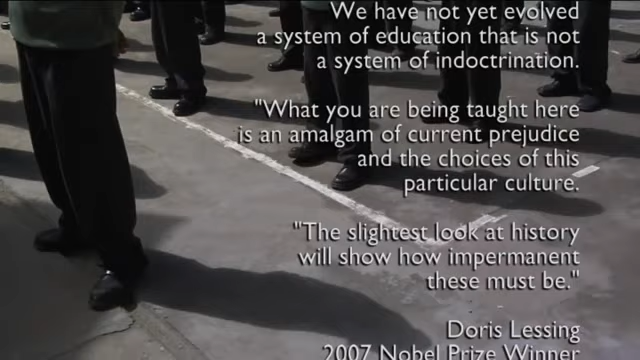 We have not yet evolved
a system of education that is not
a system of indoctrination.
"What you are being taught here
is an amalgam of current prejudice
and the choices of this
particular culture.
"The slightest look at history
will show how impermanent
these must be."
Doris Lessing
2007 Nobel Prize Winner